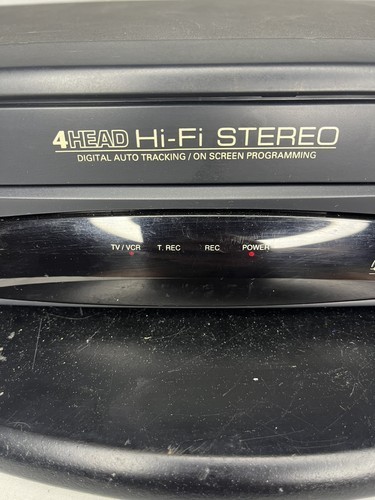 4HEAD Hi-Fi STEREO
DIGITAL AUTO TRACKING / ON SCREEN PROGRAMMING
TV / VCR T. REC REC POWER